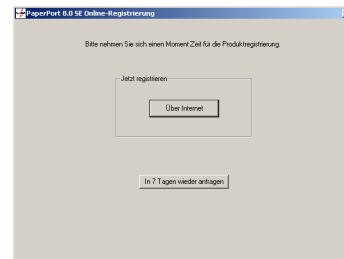 PaperPort 8.0 SE Online-Registrierung
Bitte nehmen Sie sich einen Moment Zeit für die Produktregistrierung.
Jetzt registrieren
Über Internet
In 7 Tagen wieder anfragen